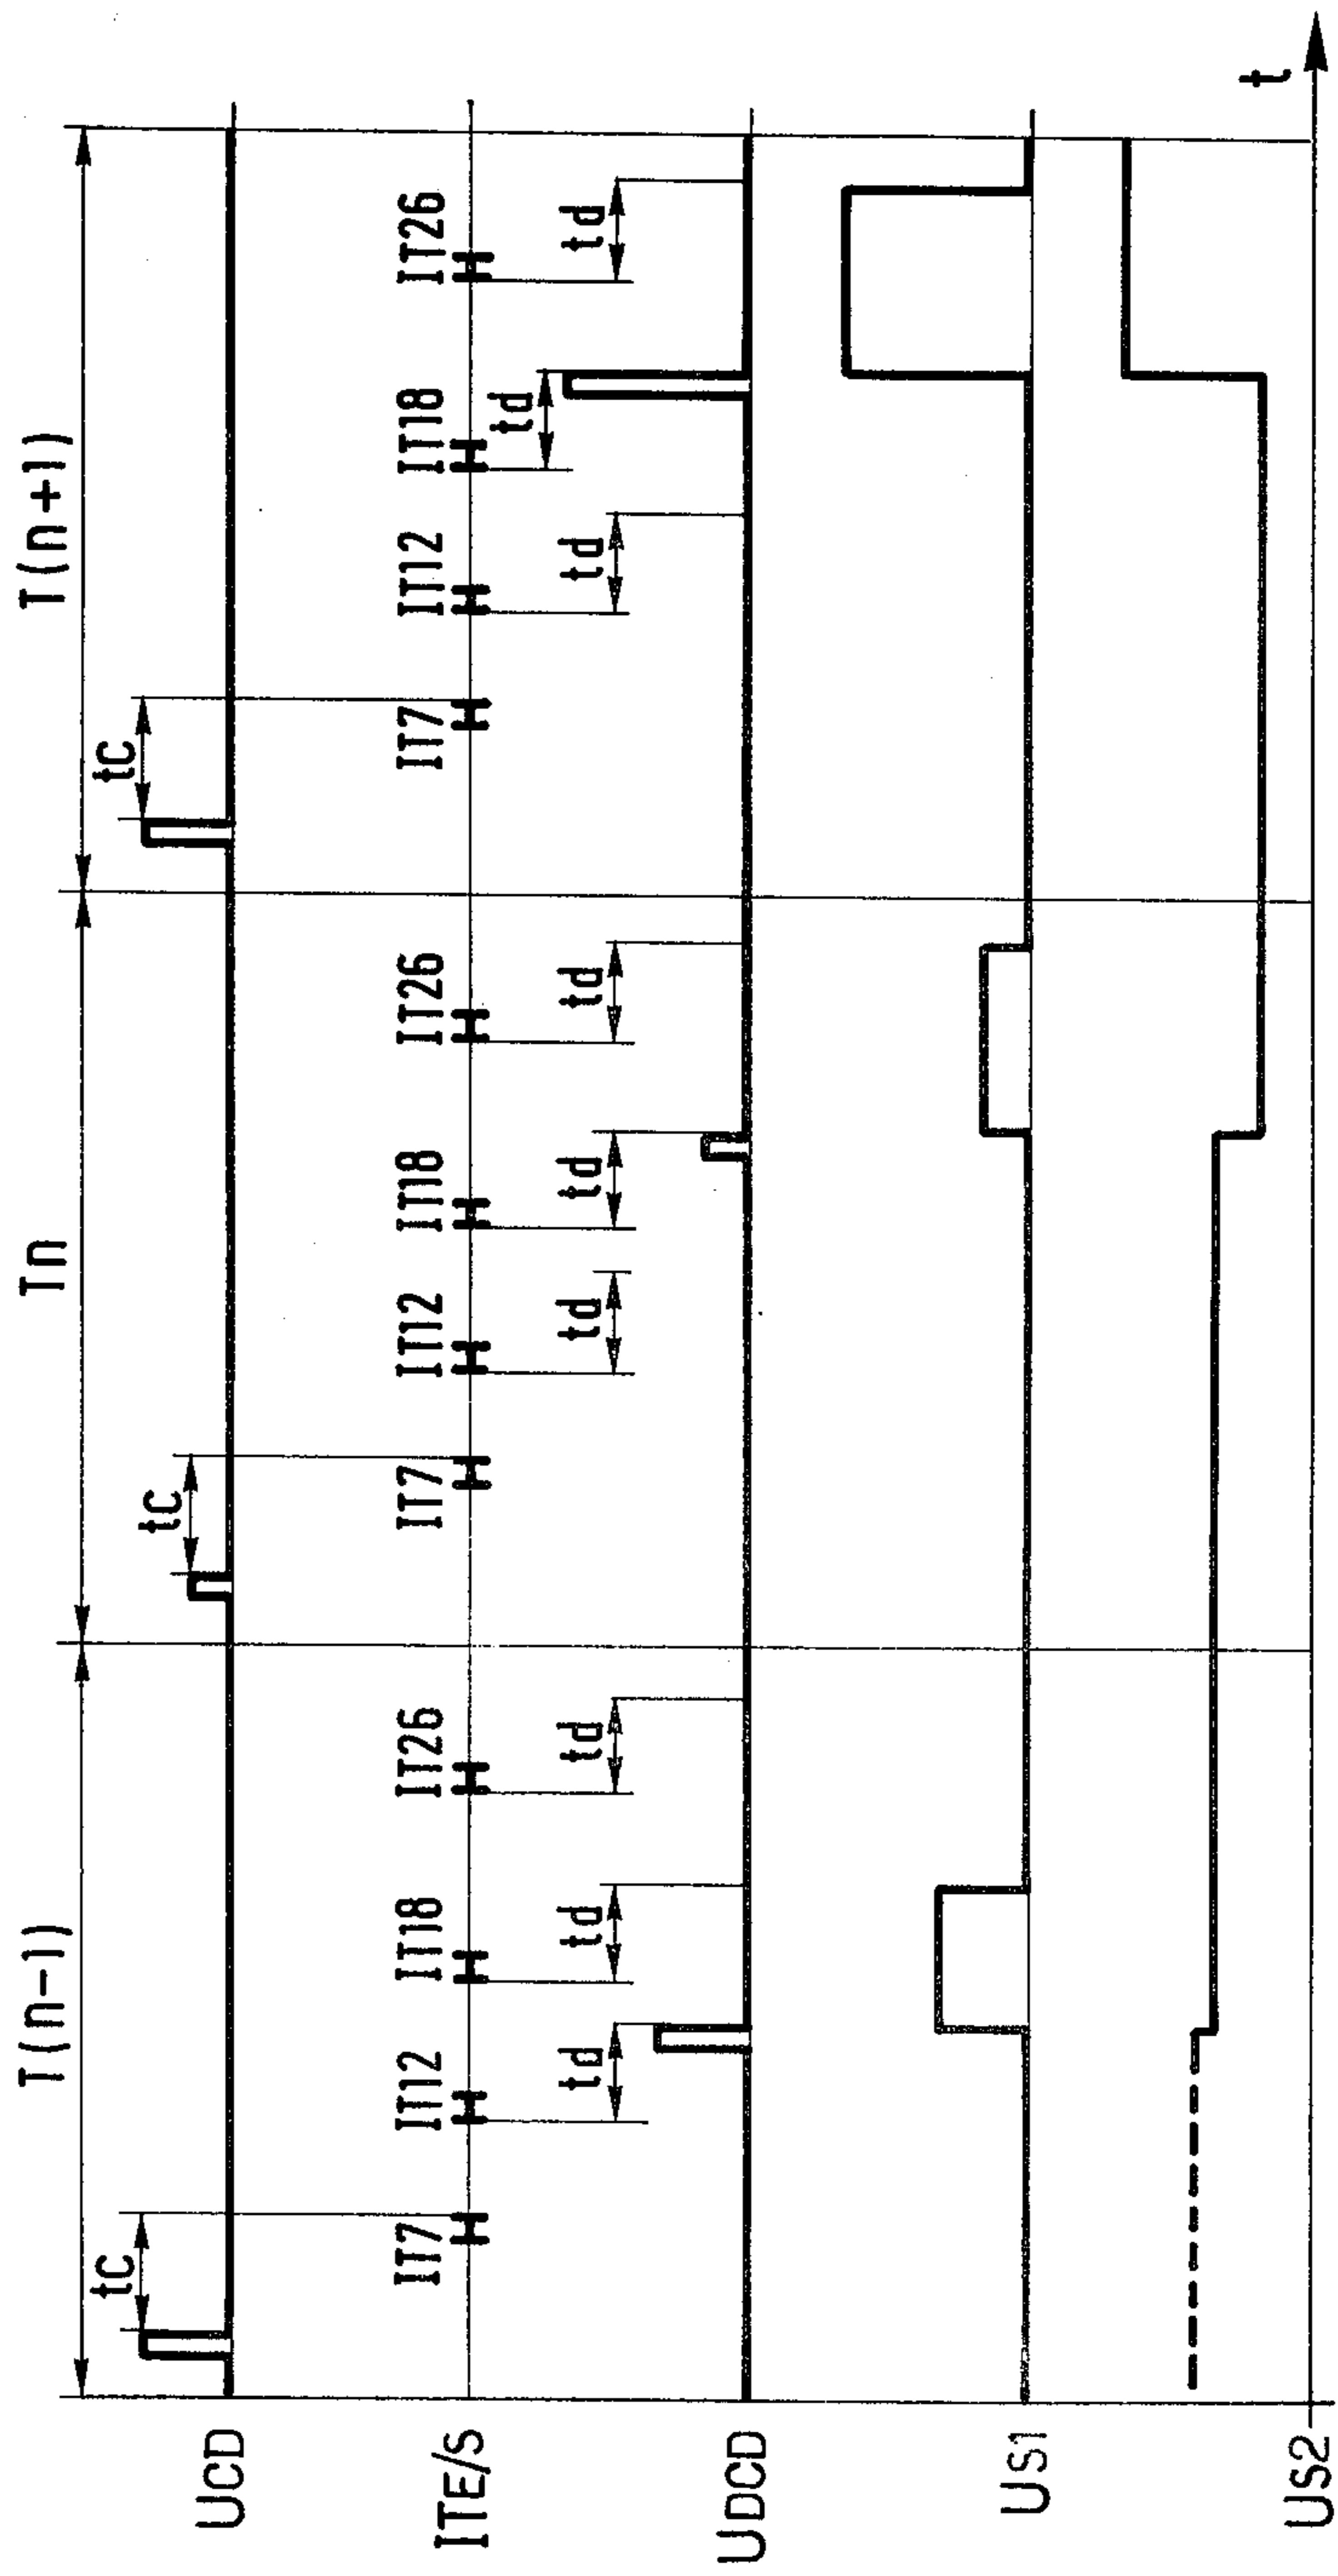 T(n-1) Tn T(n+1)
tc tc tc
UCD
IT7 IT12 IT18 IT26 IT7 IT12 IT18 IT26 IT7 IT12 IT18 IT26
ITE/S
td td td td td td td td td
UDCD
US1
t
US2